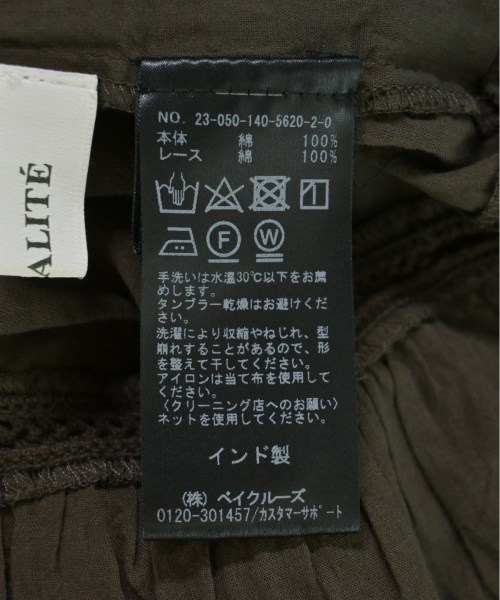 ALITÉ
NO. 23-050-140-5620-2-0
本体 綿 100%
レース 綿 100%
F W
手洗いは水温30℃以下をお薦
めします。
タンブラー乾燥はお避けくださ
い。
洗濯により収縮やねじれ、型
崩れすることがあるので、形
を整えて干してください。
アイロンは当て布を使用して
ください。
〈クリーニング店へのお願い〉
ネットを使用してください。
インド製
(株) ベイクルーズ
0120-301457/カスタマーサポート